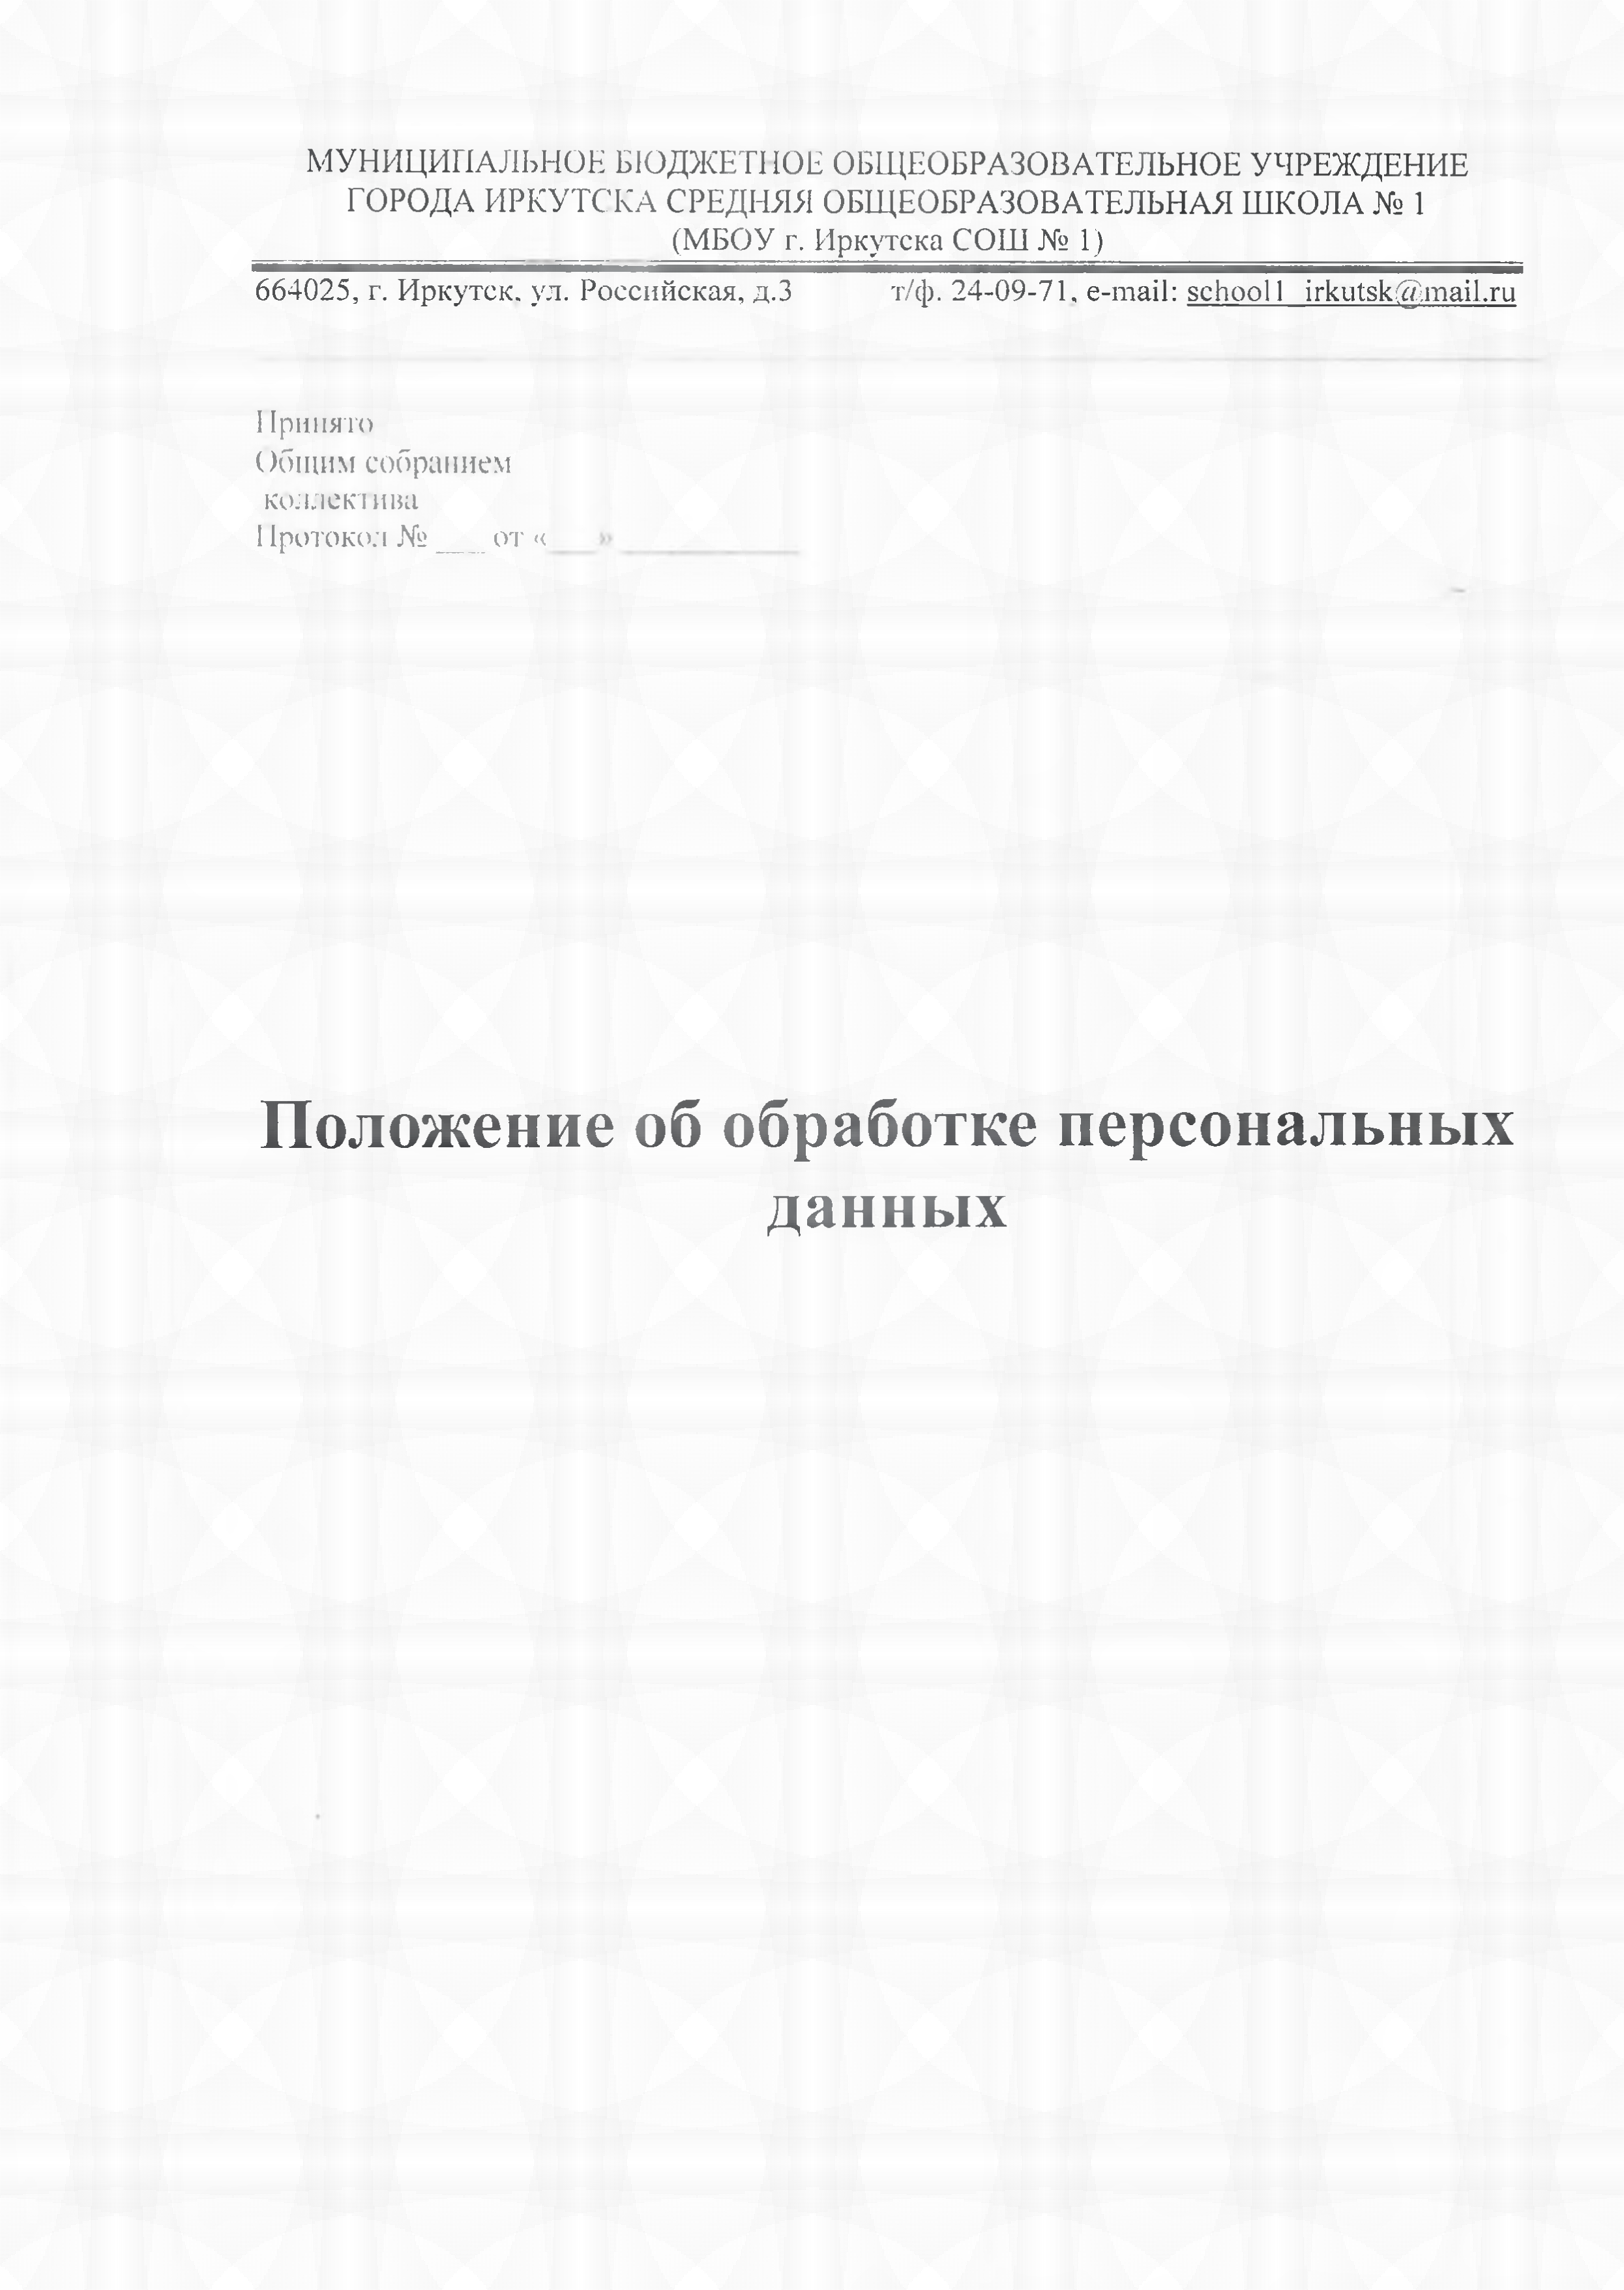 МУНИЦИПАЛЬНОЕ БЮДЖЕТНОЕ ОБЩЕОБРАЗОВАТЕЛЬНОЕ УЧРЕЖДЕНИЕ
ГОРОДА ИРКУТСКА СРЕДНЯЯ ОБЩЕОБРАЗОВАТЕЛЬНАЯ ШКОЛА № 1
(МБОУ г. Иркутска СОШ № 1)
664025, г. Иркутск, ул. Российская, д.3 т/ф. 24-09-71, e-mail: school1_irkutsk@mail.ru
Принято
Общим собранием
коллектива
Протокол № ___ от «___» ___________
Положение об обработке персональных
данных